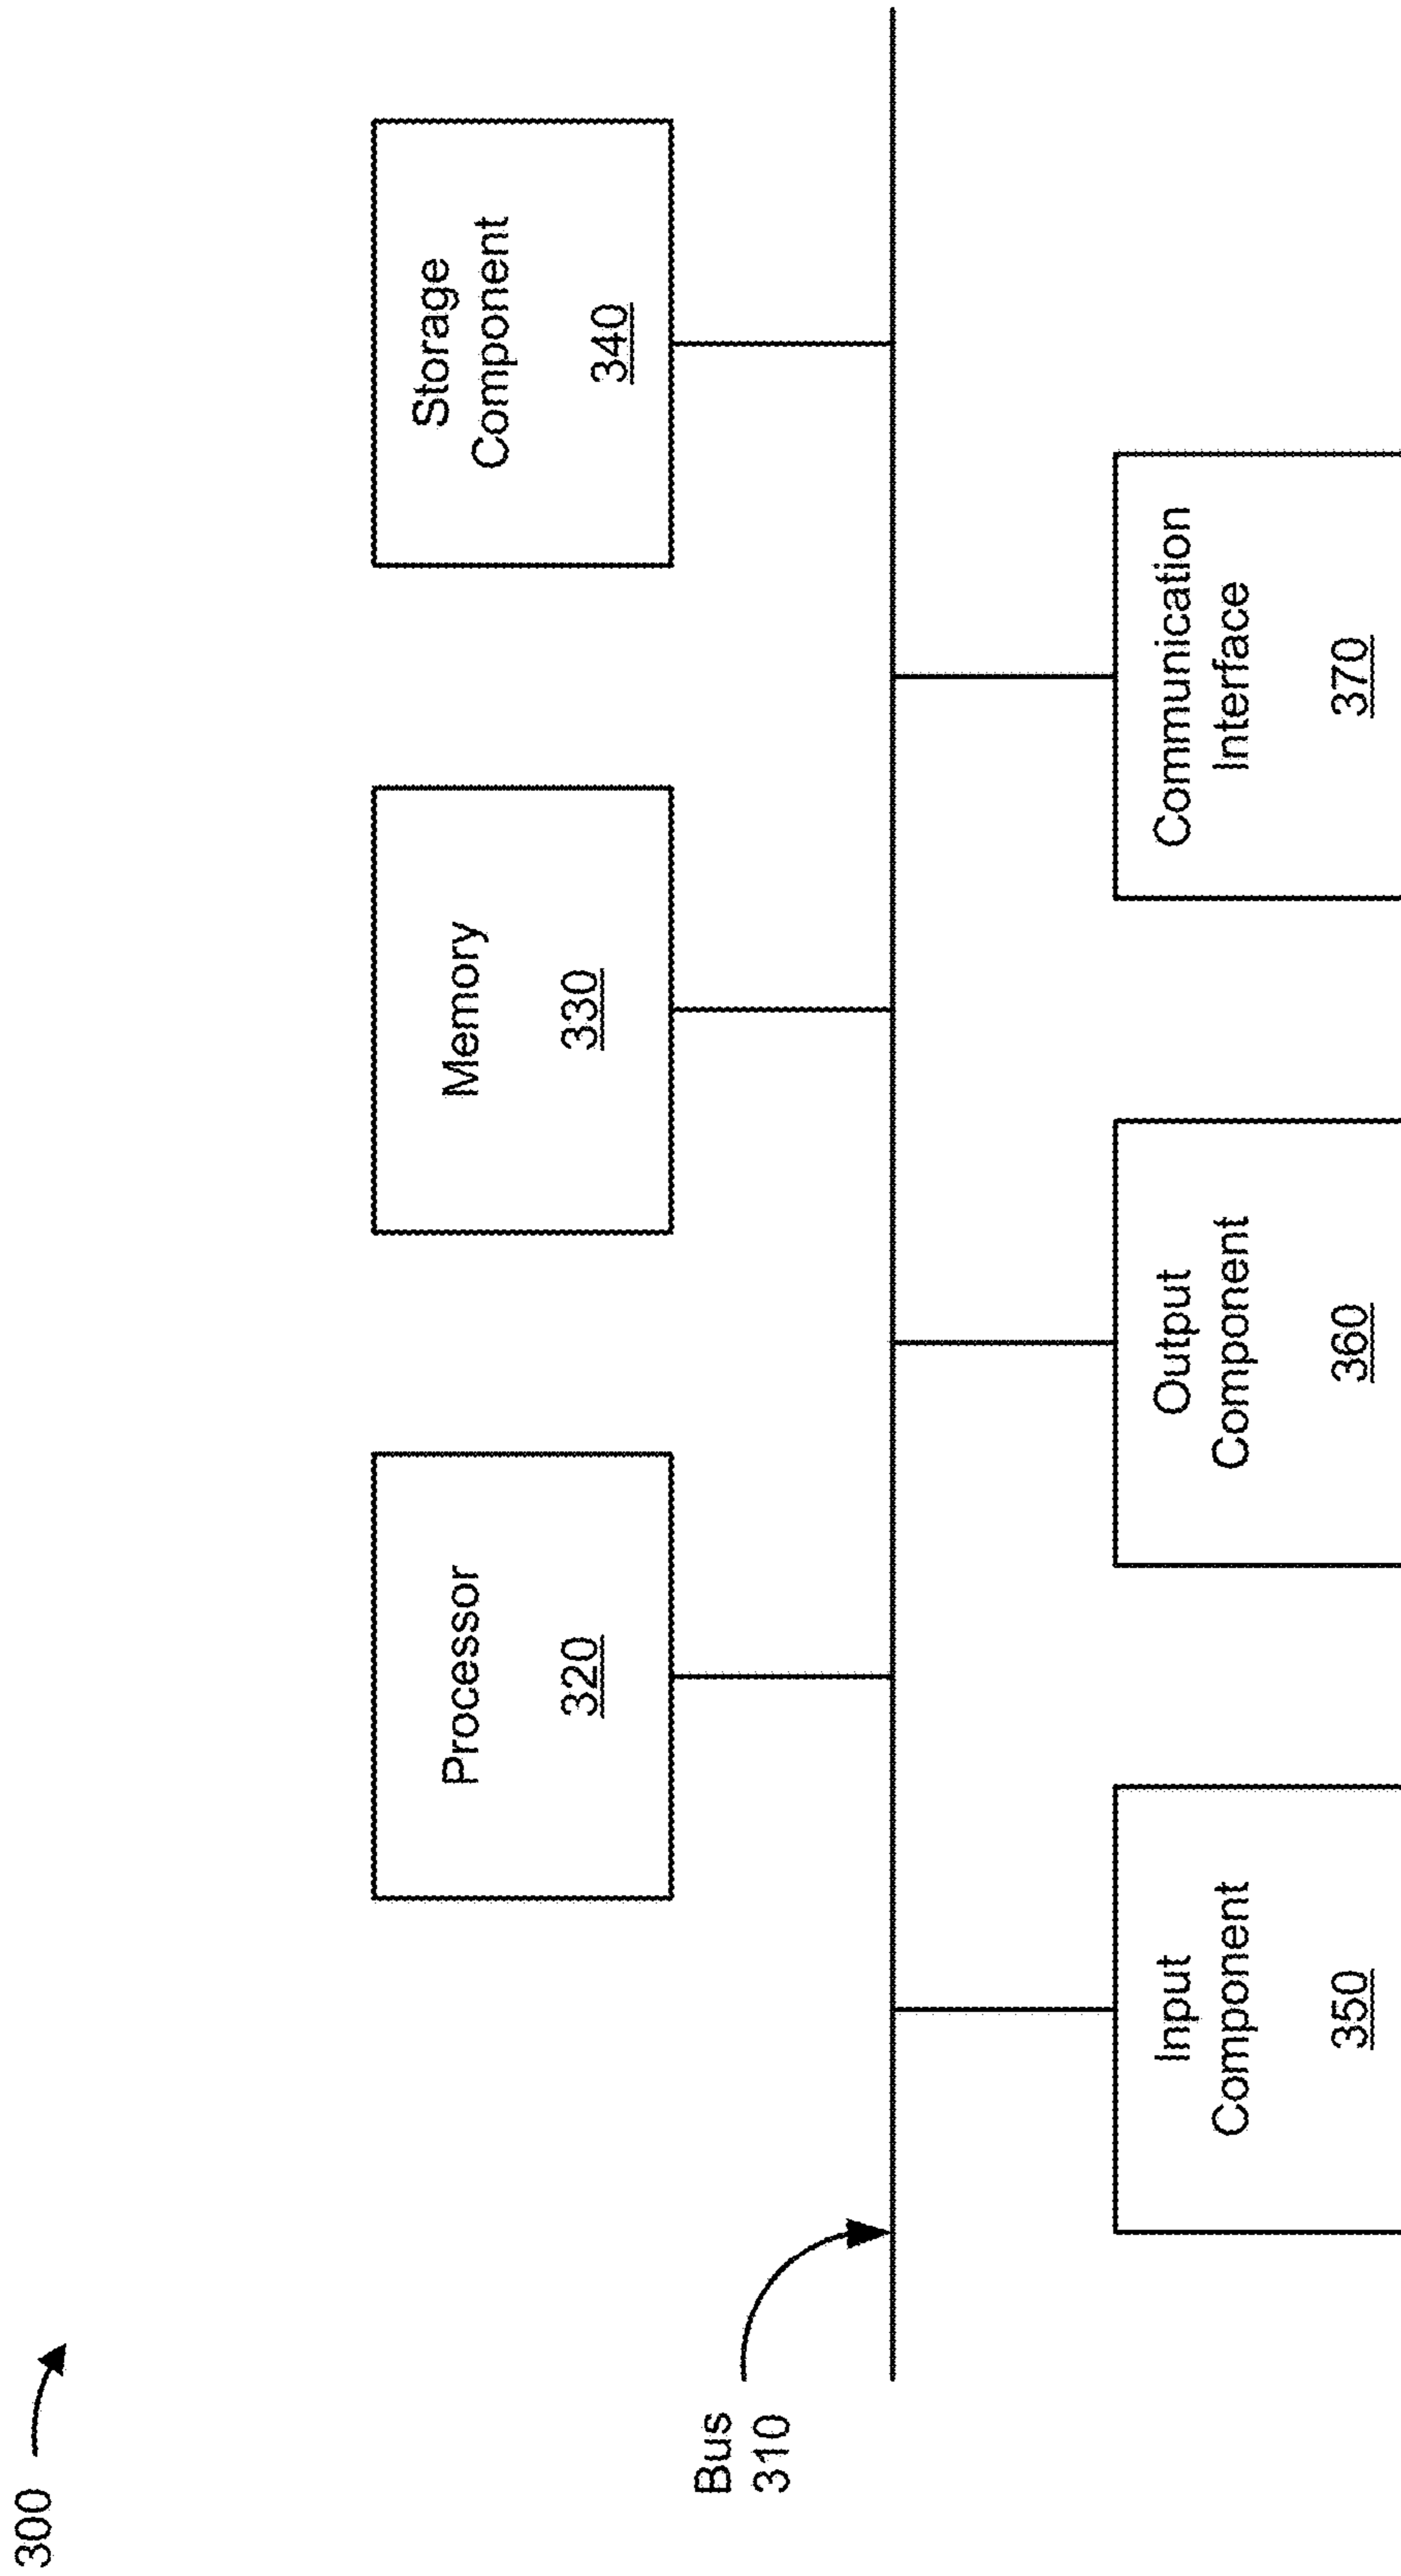 300
Processor
320
Memory
330
Storage
Component
340
Bus
310
Input
Component
350
Output
Component
360
Communication
Interface
370